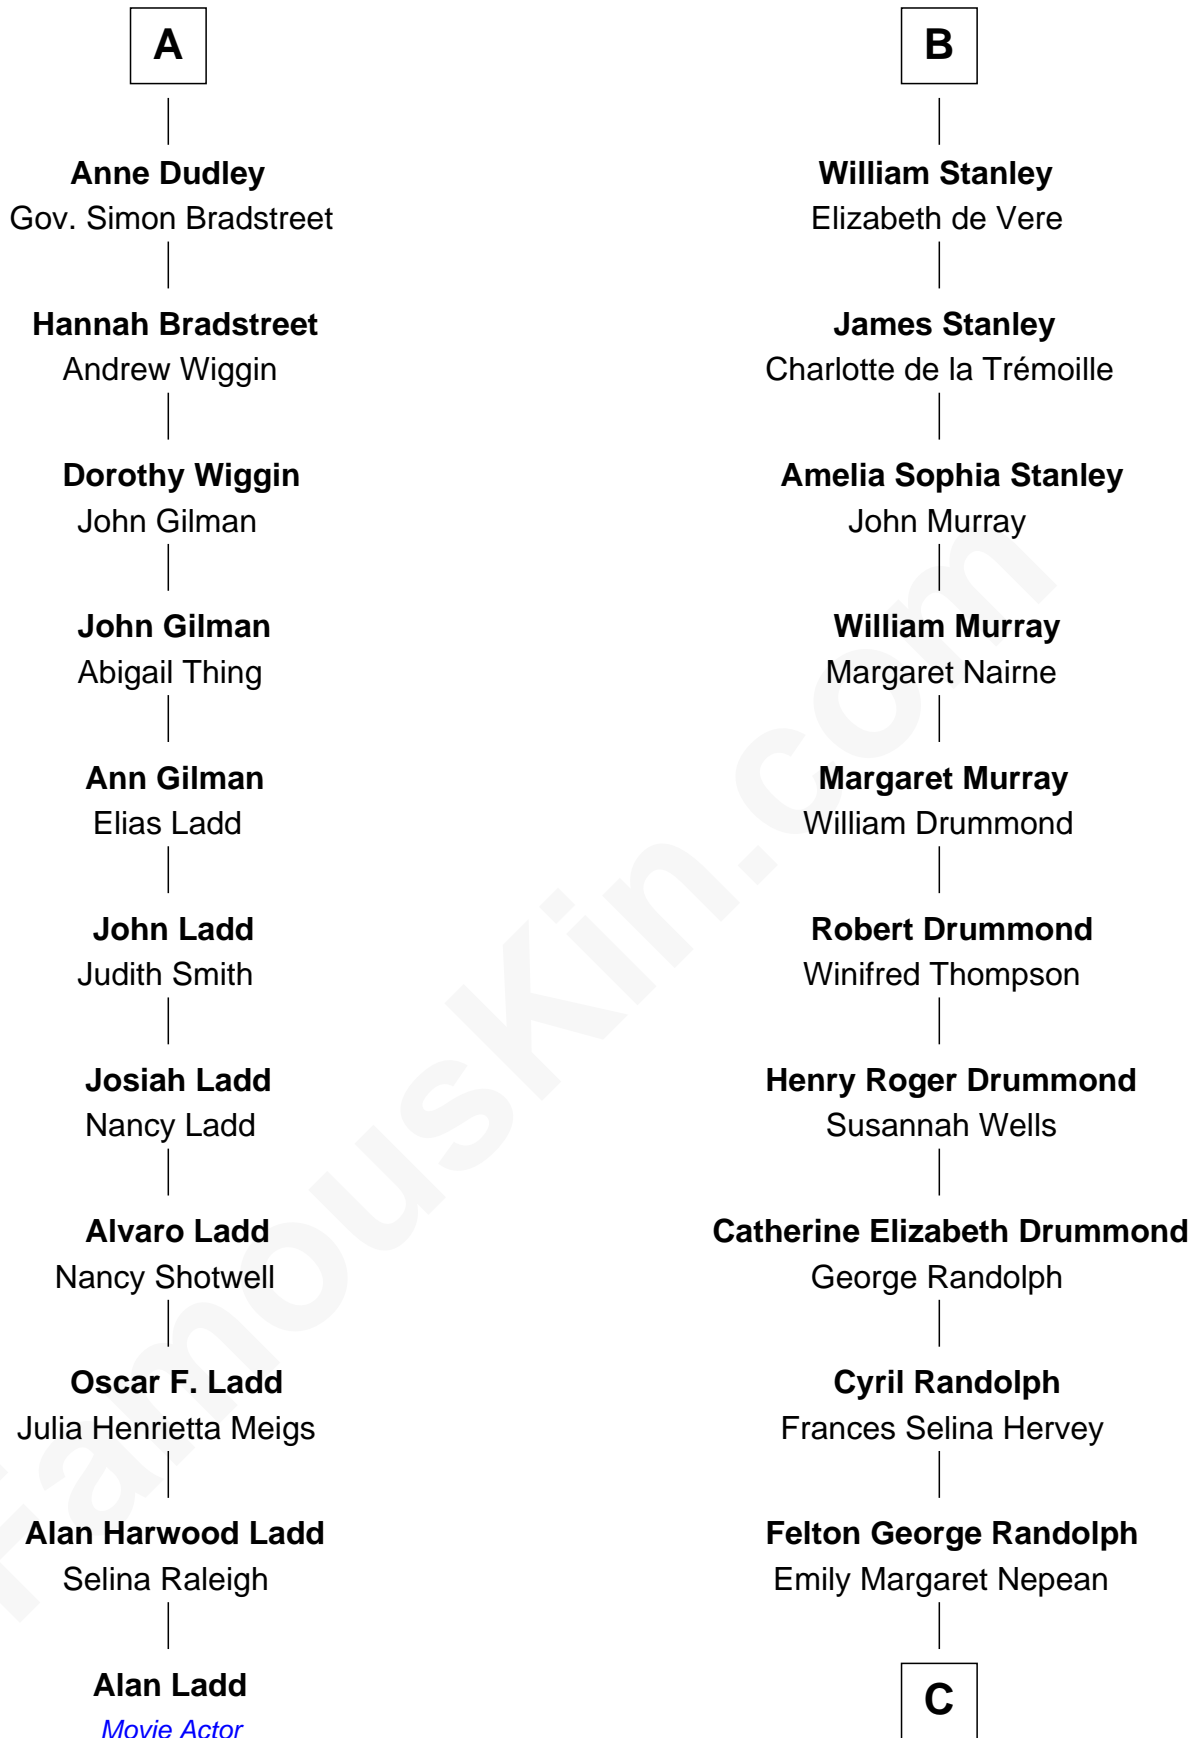 A
Anne Dudley
Gov. Simon Bradstreet
Hannah Bradstreet
Andrew Wiggin
Dorothy Wiggin
John Gilman
John Gilman
Abigail Thing
Ann Gilman
Elias Ladd
John Ladd
Judith Smith
Josiah Ladd
Nancy Ladd
Alvaro Ladd
Nancy Shotwell
Oscar F. Ladd
Julia Henrietta Meigs
Alan Harwood Ladd
Selina Raleigh
Alan Ladd
Movie Actor
B
William Stanley
Elizabeth de Vere
James Stanley
Charlotte de la Trémoille
Amelia Sophia Stanley
John Murray
William Murray
Margaret Nairne
Margaret Murray
William Drummond
Robert Drummond
Winifred Thompson
Henry Roger Drummond
Susannah Wells
Catherine Elizabeth Drummond
George Randolph
Cyril Randolph
Frances Selina Hervey
Felton George Randolph
Emily Margaret Nepean
C
FamousKin.com